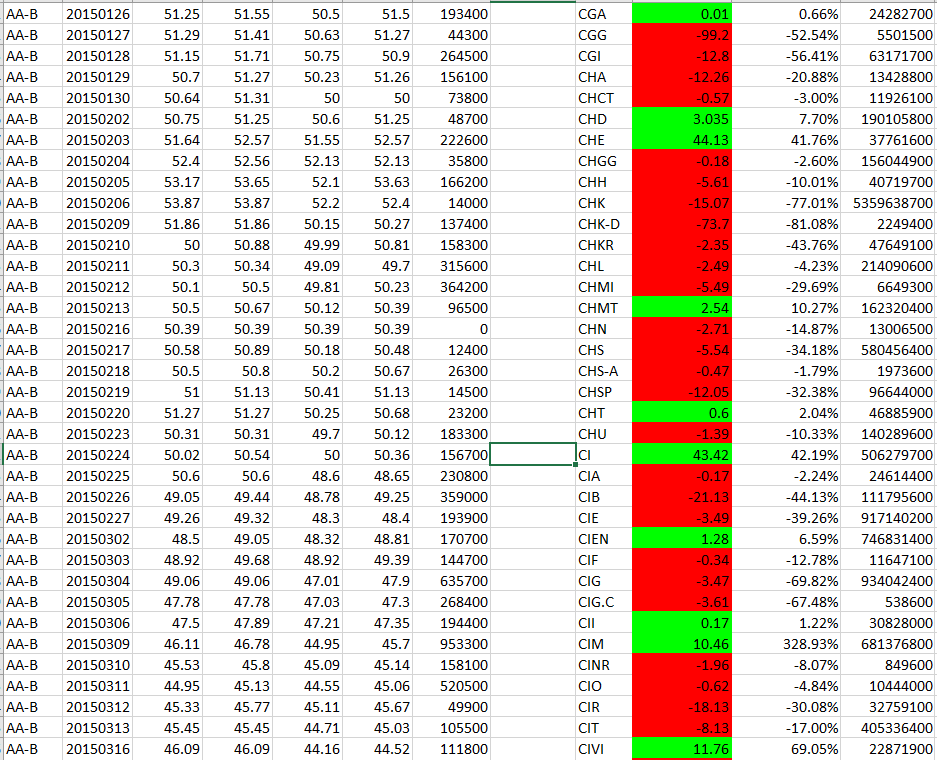 AA-B 20150126 51.25 51.55 50.5 51.5 193400 CGA 0.01 0.66% 24282700
AA-B 20150127 51.29 51.41 50.63 51.27 44300 CGG -99.2 -52.54% 5501500
AA-B 20150128 51.15 51.71 50.75 50.9 264500 CGI -12.8 -56.41% 63171700
AA-B 20150129 50.7 51.27 50.23 51.26 156100 CHA -12.26 -20.88% 13428800
AA-B 20150130 50.64 51.31 50 50 73800 CHCT -0.57 -3.00% 11926100
AA-B 20150202 50.75 51.25 50.6 51.25 48700 CHD 3.035 7.70% 190105800
AA-B 20150203 51.64 52.57 51.55 52.57 222600 CHE 44.13 41.76% 37761600
AA-B 20150204 52.4 52.56 52.13 52.13 35800 CHGG -0.18 -2.60% 156044900
AA-B 20150205 53.17 53.65 52.1 53.63 166200 CHH -5.61 -10.01% 40719700
AA-B 20150206 53.87 53.87 52.2 52.4 14000 CHK -15.07 -77.01% 5359638700
AA-B 20150209 51.86 51.86 50.15 50.27 137400 CHK-D -73.7 -81.08% 2249400
AA-B 20150210 50 50.88 49.99 50.81 158300 CHKR -2.35 -43.76% 47649100
AA-B 20150211 50.3 50.34 49.09 49.7 315600 CHL -2.49 -4.23% 214090600
AA-B 20150212 50.1 50.5 49.81 50.23 364200 CHMI -5.49 -29.69% 6649300
AA-B 20150213 50.5 50.67 50.12 50.39 96500 CHMT 2.54 10.27% 162320400
AA-B 20150216 50.39 50.39 50.39 50.39 0 CHN -2.71 -14.87% 13006500
AA-B 20150217 50.58 50.89 50.18 50.48 12400 CHS -5.54 -34.18% 580456400
AA-B 20150218 50.5 50.8 50.2 50.67 26300 CHS-A -0.47 -1.79% 1973600
AA-B 20150219 51 51.13 50.41 51.13 14500 CHSP -12.05 -32.38% 96644000
AA-B 20150220 51.27 51.27 50.25 50.68 23200 CHT 0.6 2.04% 46885900
AA-B 20150223 50.31 50.31 49.7 50.12 183300 CHU -1.39 -10.33% 140289600
AA-B 20150224 50.02 50.54 50 50.36 156700 CI 43.42 42.19% 506279700
AA-B 20150225 50.6 50.6 48.6 48.65 230800 CIA -0.17 -2.24% 24614400
AA-B 20150226 49.05 49.44 48.78 49.25 359000 CIB -21.13 -44.13% 111795600
AA-B 20150227 49.26 49.32 48.3 48.4 193900 CIE -3.49 -39.26% 917140200
AA-B 20150302 48.5 49.05 48.32 48.81 170700 CIEN 1.28 6.59% 746831400
AA-B 20150303 48.92 49.68 48.92 49.39 144700 CIF -0.34 -12.78% 11647100
AA-B 20150304 49.06 49.06 47.01 47.9 635700 CIG -3.47 -69.82% 934042400
AA-B 20150305 47.78 47.78 47.03 47.3 268400 CIG.C -3.61 -67.48% 538600
AA-B 20150306 47.5 47.89 47.21 47.35 194400 CII 0.17 1.22% 30828000
AA-B 20150309 46.11 46.78 44.95 45.7 953300 CIM 10.46 328.93% 681376800
AA-B 20150310 45.53 45.8 45.09 45.14 158100 CINR -1.96 -8.07% 849600
AA-B 20150311 44.95 45.13 44.55 45.06 520500 CIO -0.62 -4.84% 10444000
AA-B 20150312 45.33 45.77 45.11 45.67 49900 CIR -18.13 -30.08% 32759100
AA-B 20150313 45.45 45.45 44.71 45.03 105500 CIT -8.13 -17.00% 405336400
AA-B 20150316 46.09 46.09 44.16 44.52 111800 CIVI 11.76 69.05% 22871900